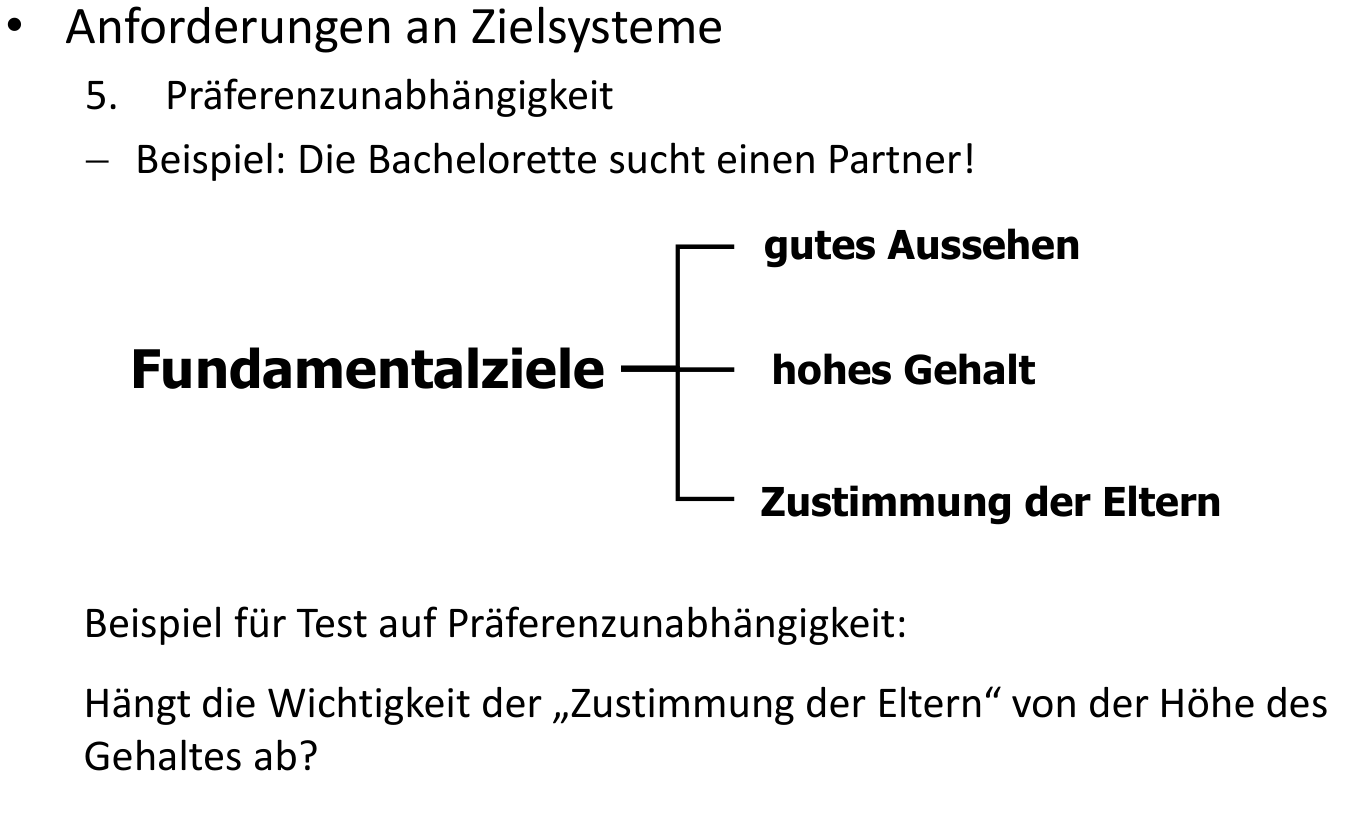 • Anforderungen an Zielsysteme
5. Präferenzunabhängigkeit
– Beispiel: Die Bachelorette sucht einen Partner!
gutes Aussehen
Fundamentalziele
hohes Gehalt
Zustimmung der Eltern
Beispiel für Test auf Präferenzunabhängigkeit:
Hängt die Wichtigkeit der „Zustimmung der Eltern“ von der Höhe des
Gehaltes ab?